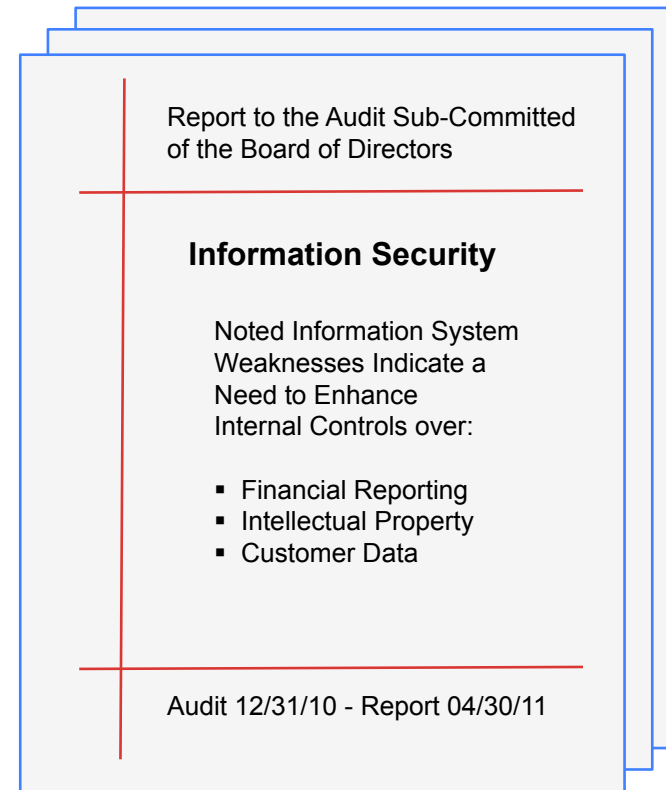 Report to the Audit Sub-Committed
of the Board of Directors
Information Security
Noted Information System
Weaknesses Indicate a
Need to Enhance
Internal Controls over:
▪ Financial Reporting
▪ Intellectual Property
▪ Customer Data
Audit 12/31/10 - Report 04/30/11